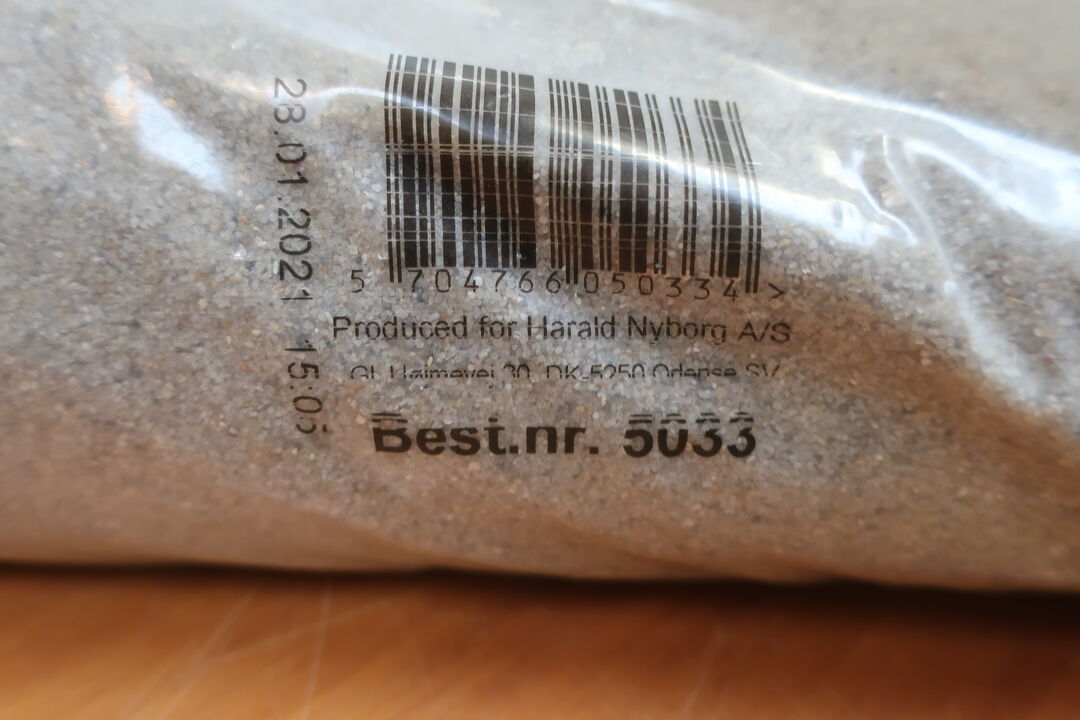 28.01.2021 15:05
5 704766 050334 >
Produced for Harald Nyborg A/S
Gl. Højmevej 30, DK-5250 Odense SV
Best.nr. 5033